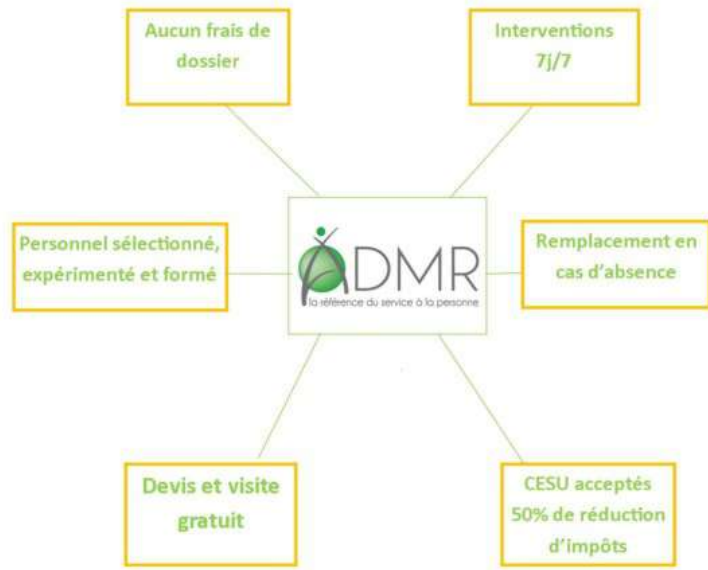 Aucun frais de
dossier
Interventions
7j/7
Personnel sélectionné,
expérimenté et formé
ADMR
la référence du service à la personne
Remplacement en
cas d'absence
Devis et visite
gratuit
CESU acceptés
50% de réduction
d'impôts